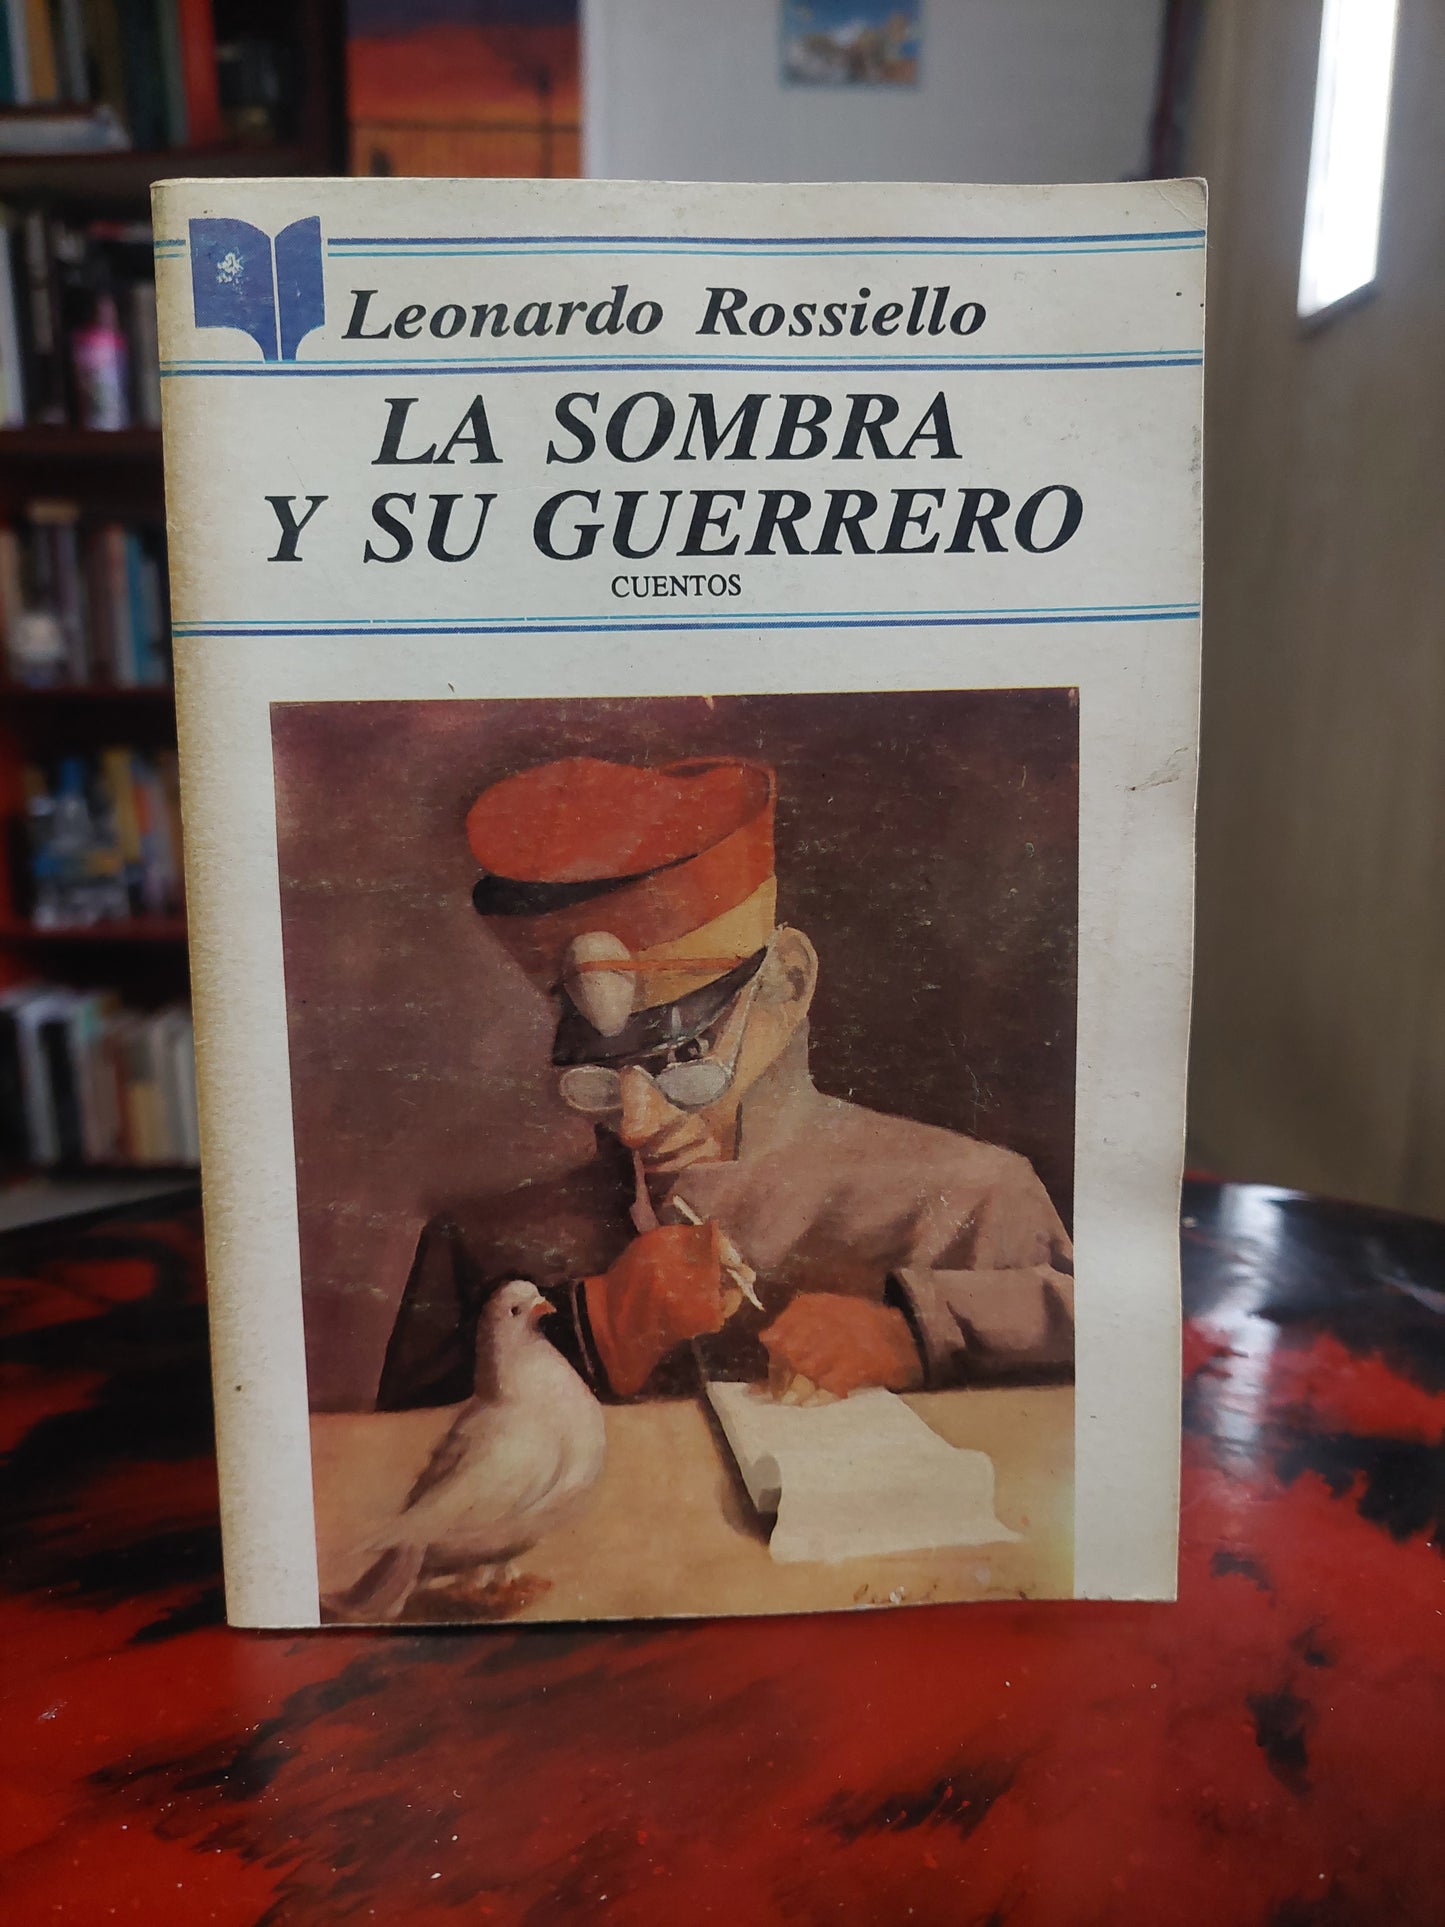 Leonardo Rossiello
LA SOMBRA
Y SU GUERRERO
CUENTOS